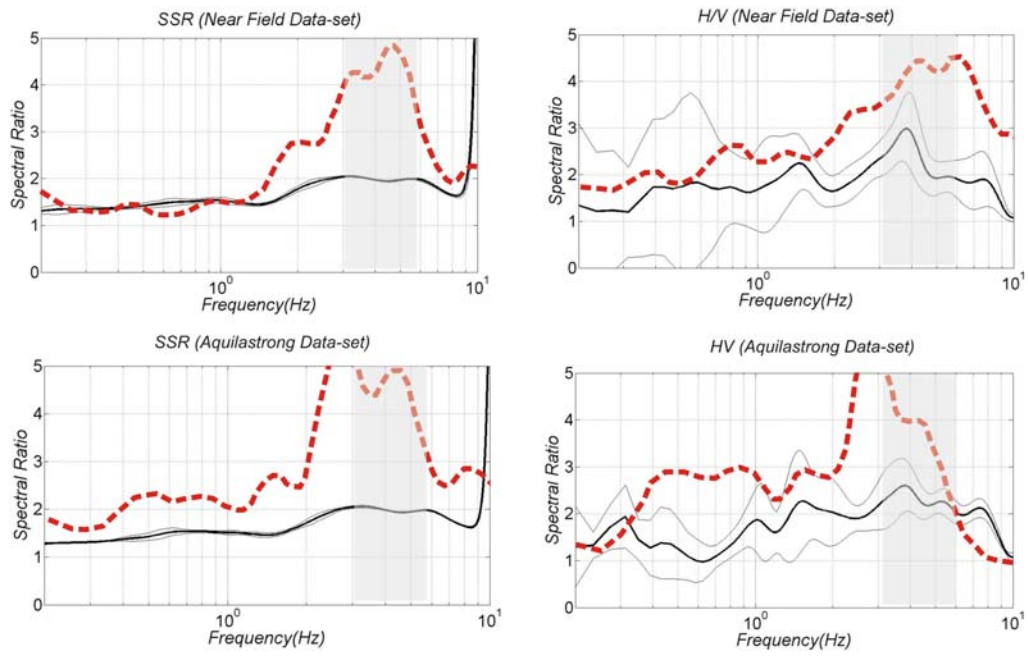 SSR (Near Field Data-set)
5
4
3
2
1
0
Spectral Ratio
10⁰
10¹
Frequency(Hz)
H/V (Near Field Data-set)
5
4
3
2
1
0
Spectral Ratio
10⁰
10¹
Frequency(Hz)
SSR (Aquilastrong Data-set)
5
4
3
2
1
0
Spectral Ratio
10⁰
10¹
Frequency(Hz)
HV (Aquilastrong Data-set)
5
4
3
2
1
0
Spectral Ratio
10⁰
10¹
Frequency(Hz)